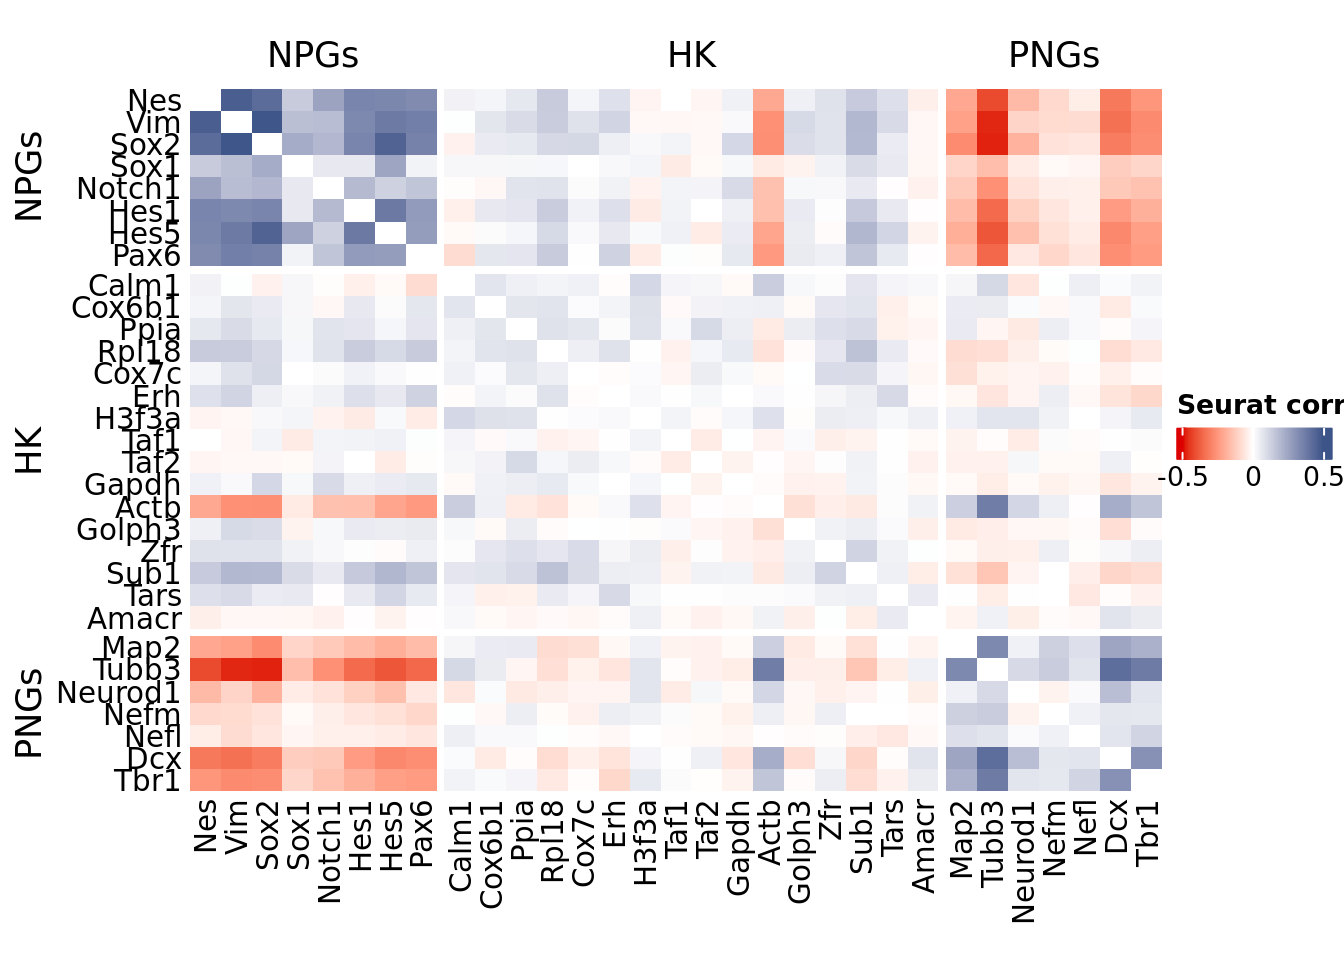 NPGs HK PNGs
NPGs
Nes
Vim
Sox2
Sox1
Notch1
Hes1
Hes5
Pax6
HK
Calm1
Cox6b1
Ppia
Rpl18
Cox7c
Erh
H3f3a
Taf1
Taf2
Gapdh
Actb
Golph3
Zfr
Sub1
Tars
Amacr
PNGs
Map2
Tubb3
Neurod1
Nefm
Nefl
Dcx
Tbr1
Nes Vim Sox2 Sox1 Notch1 Hes1 Hes5 Pax6 Calm1 Cox6b1 Ppia Rpl18 Cox7c Erh H3f3a Taf1 Taf2 Gapdh Actb Golph3 Zfr Sub1 Tars Amacr Map2 Tubb3 Neurod1 Nefm Nefl Dcx Tbr1
Seurat corr
-0.5 0 0.5